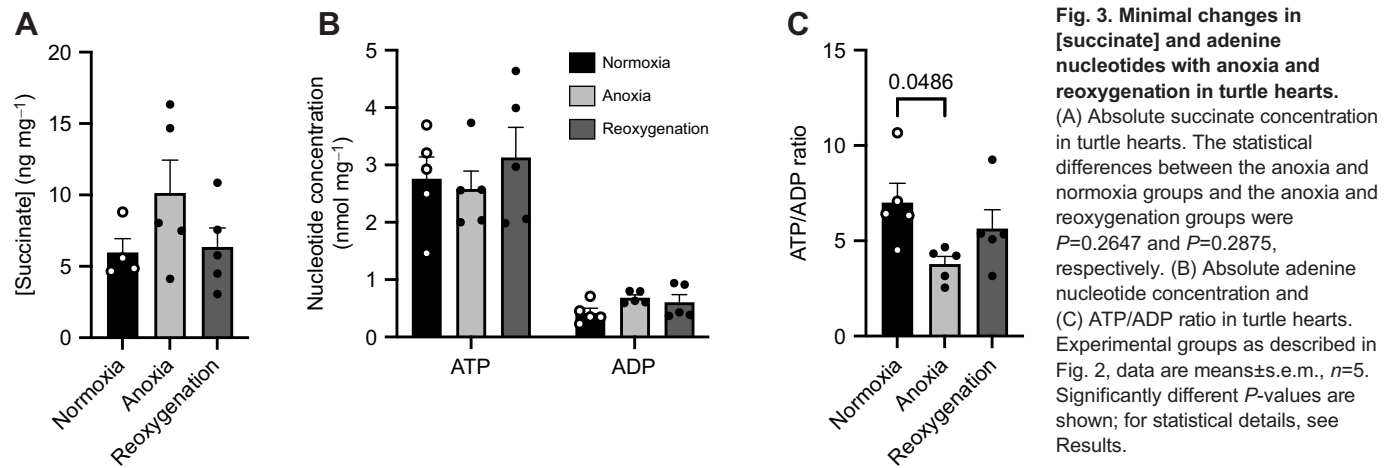 A
B
C
[Succinate] (ng mg⁻¹)
20
15
10
5
0
Normoxia
Anoxia
Reoxygenation
Nucleotide concentration
(nmol mg⁻¹)
5
4
3
2
1
0
ATP
ADP
Normoxia
Anoxia
Reoxygenation
ATP/ADP ratio
15
10
5
0
0.0486
Normoxia
Anoxia
Reoxygenation
Fig. 3. Minimal changes in
[succinate] and adenine
nucleotides with anoxia and
reoxygenation in turtle hearts.
(A) Absolute succinate concentration
in turtle hearts. The statistical
differences between the anoxia and
normoxia groups and the anoxia and
reoxygenation groups were
P=0.2647 and P=0.2875,
respectively. (B) Absolute adenine
nucleotide concentration and
(C) ATP/ADP ratio in turtle hearts.
Experimental groups as described in
Fig. 2, data are means±s.e.m., n=5.
Significantly different P-values are
shown; for statistical details, see
Results.